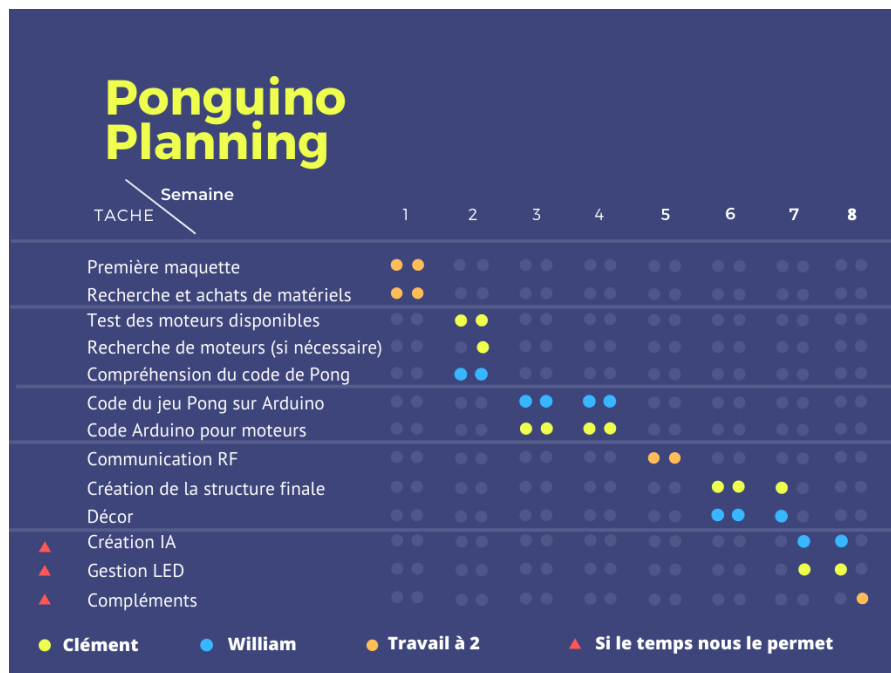 Ponguino
Planning
Semaine
TACHE 1 2 3 4 5 6 7 8
Première maquette
Recherche et achats de matériels
Test des moteurs disponibles
Recherche de moteurs (si nécessaire)
Compréhension du code de Pong
Code du jeu Pong sur Arduino
Code Arduino pour moteurs
Communication RF
Création de la structure finale
Décor
Création IA
Gestion LED
Compléments
Clément William Travail à 2 Si le temps nous le permet